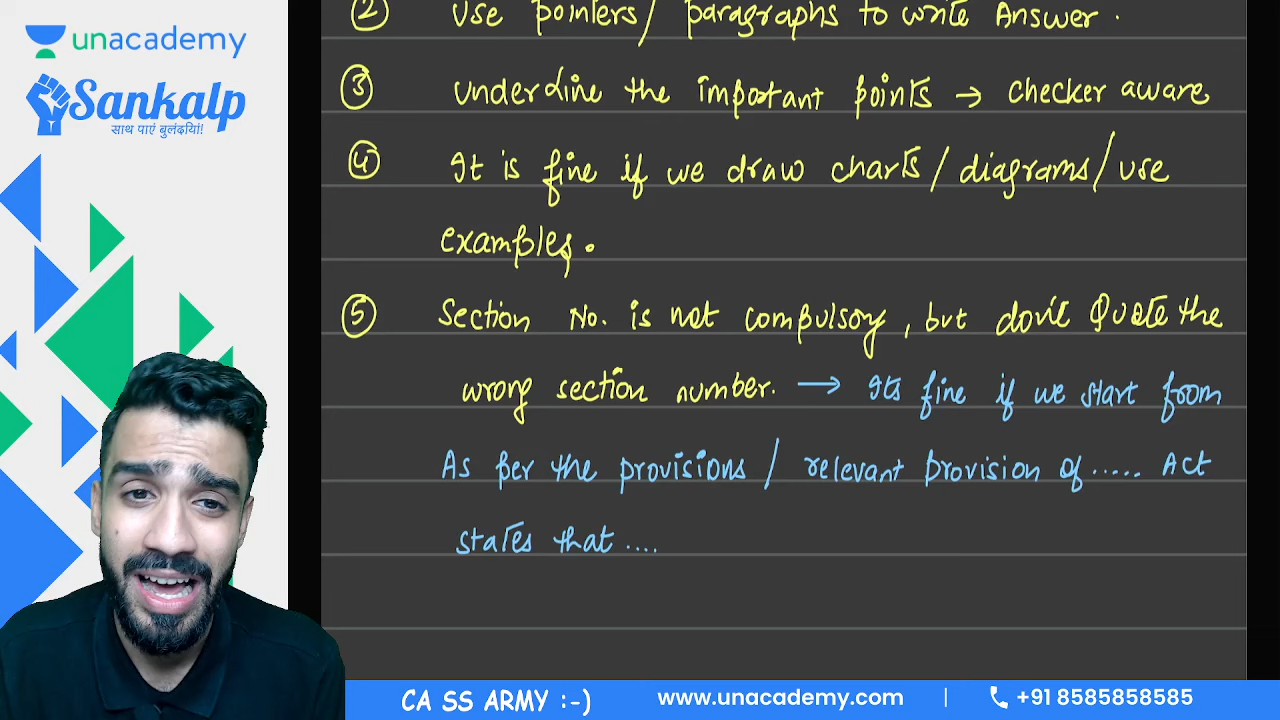 unacademy
Sankalp
साथ पाएं बुलंदियां!
② Use pointers/ paragraphs to write Answer.
③ Underline the important points → checker aware
④ It is fine if we draw charts/ diagrams/ use
examples.
⑤ Section No. is not compulsory, but don't Quote the
wrong section number. → Its fine if we start from
As per the provisions / relevant provision of ..... Act
states that ....
CA SS ARMY :-) www.unacademy.com | +91 8585858585